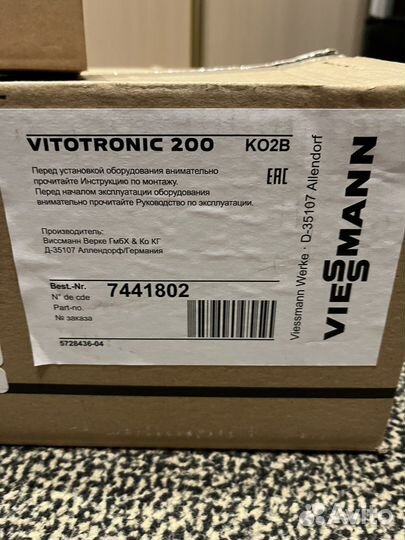 VITOTRONIC 200 KO2B
Перед установкой оборудования внимательно
прочитайте Инструкцию по монтажу.
Перед началом эксплуатации оборудования
внимательно прочитайте Руководство по эксплуатации.
EAC
Производитель:
Виссманн Верке ГмбХ & Ко КГ
Д-35107 Аллендорф/Германия
Best.-Nr. 7441802
N° de cde
Part-no.
№ заказа
5728436-04
Viessmann Werke · D-35107 Allendorf
VIESSMANN
Avito